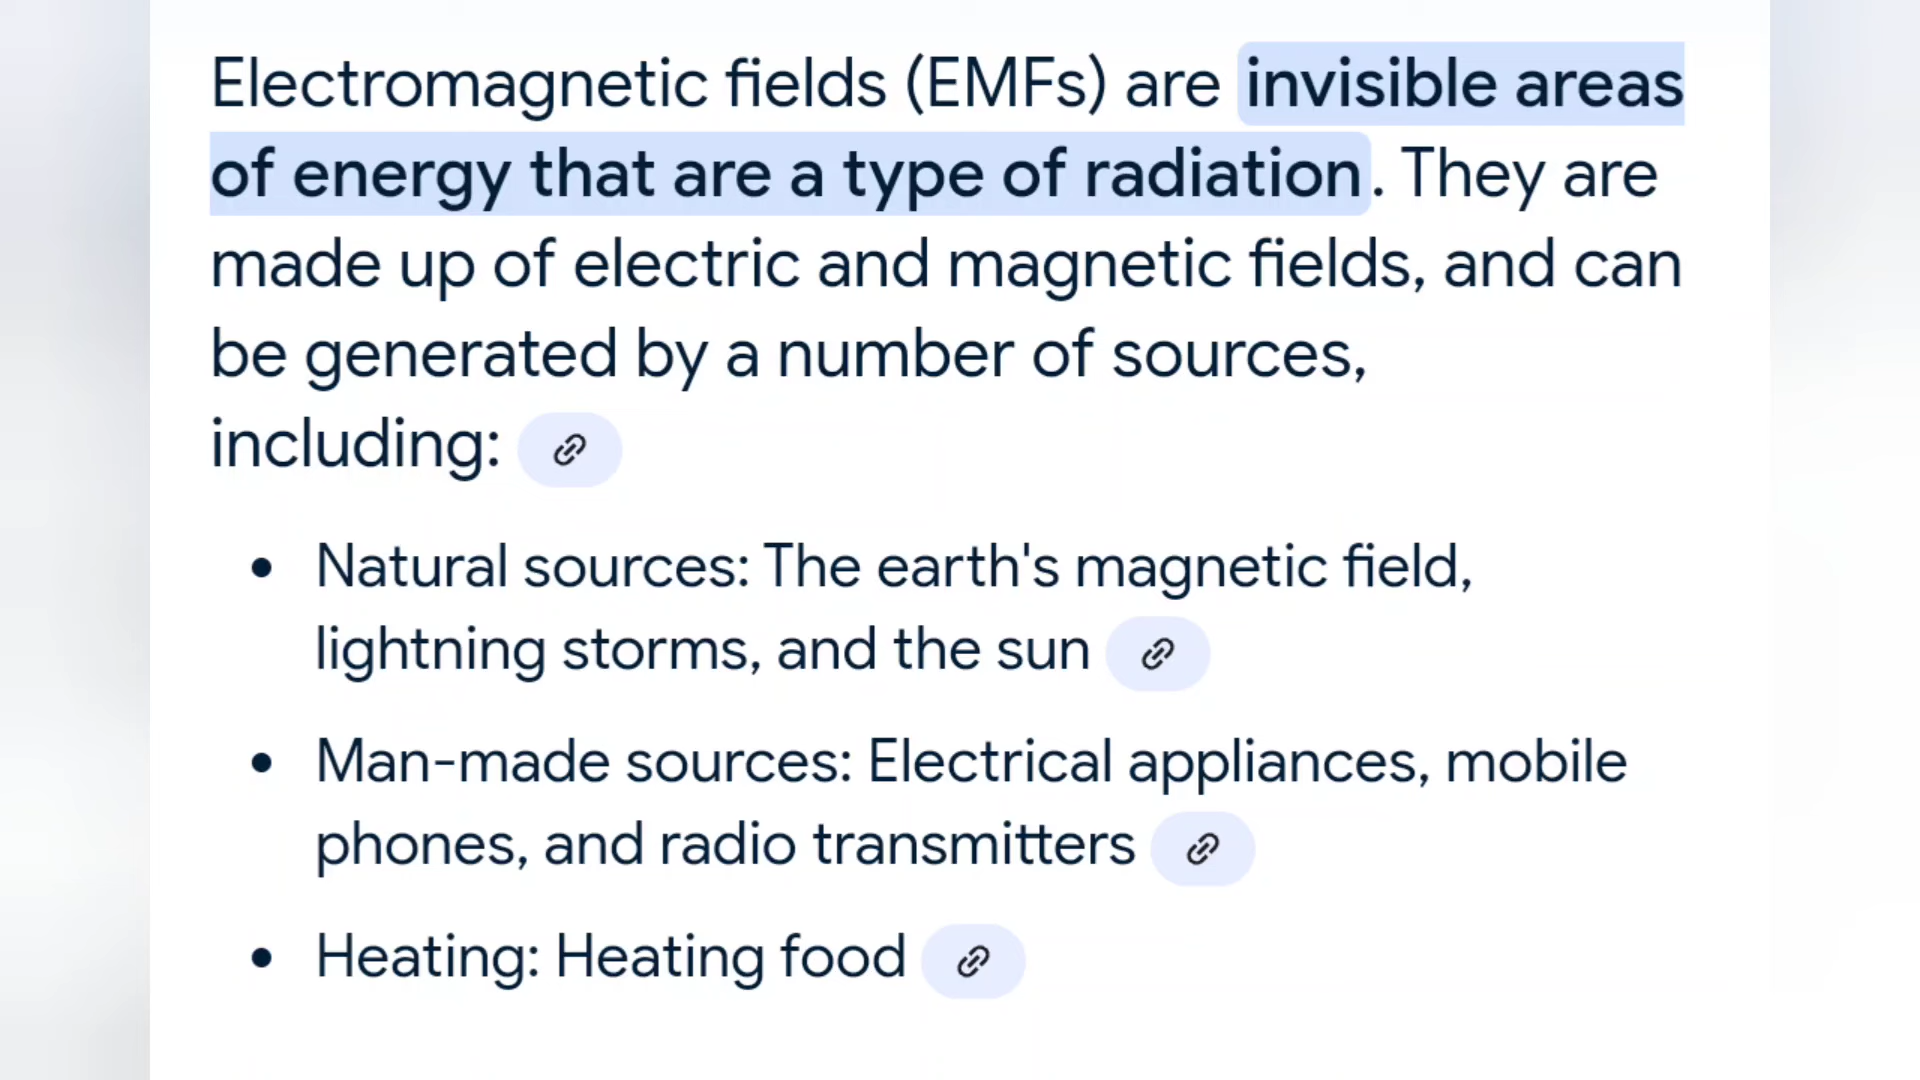 Electromagnetic fields (EMFs) are invisible areas
of energy that are a type of radiation. They are
made up of electric and magnetic fields, and can
be generated by a number of sources,
including:
• Natural sources: The earth's magnetic field,
lightning storms, and the sun
• Man-made sources: Electrical appliances, mobile
phones, and radio transmitters
• Heating: Heating food